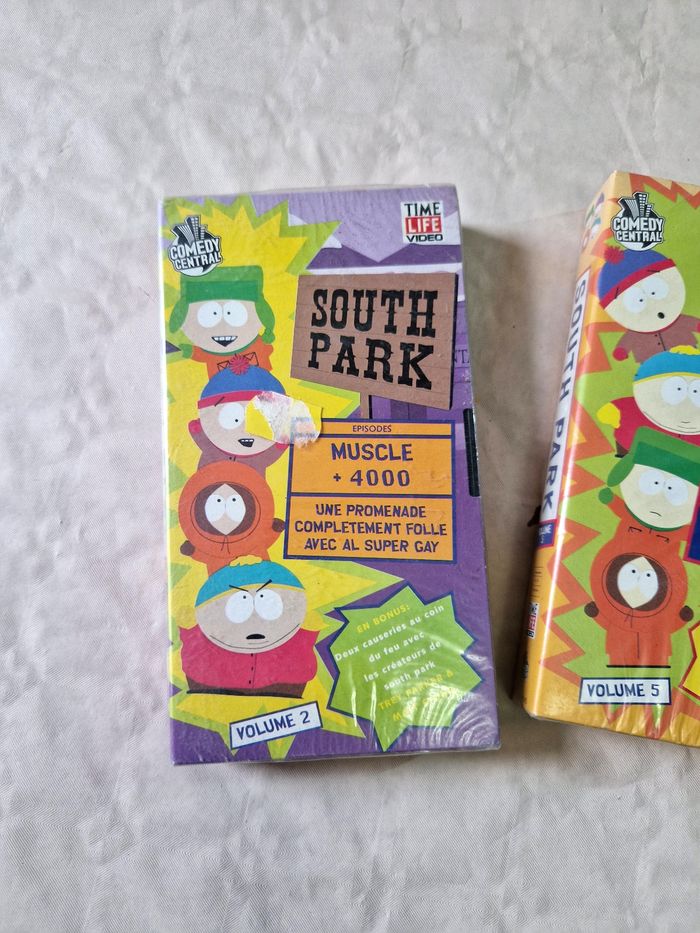 COMEDY
CENTRAL
TIME
LIFE
VIDEO
SOUTH
PARK
EPISODES
MUSCLE
+ 4000
UNE PROMENADE
COMPLETEMENT FOLLE
AVEC AL SUPER GAY
EN BONUS:
Deux causeries au coin
du feu avec
les créateurs de
south park
TREY PARKER &
VOLUME 2
COMEDY
CENTRAL
SOUTH PARK
VOLUME 5